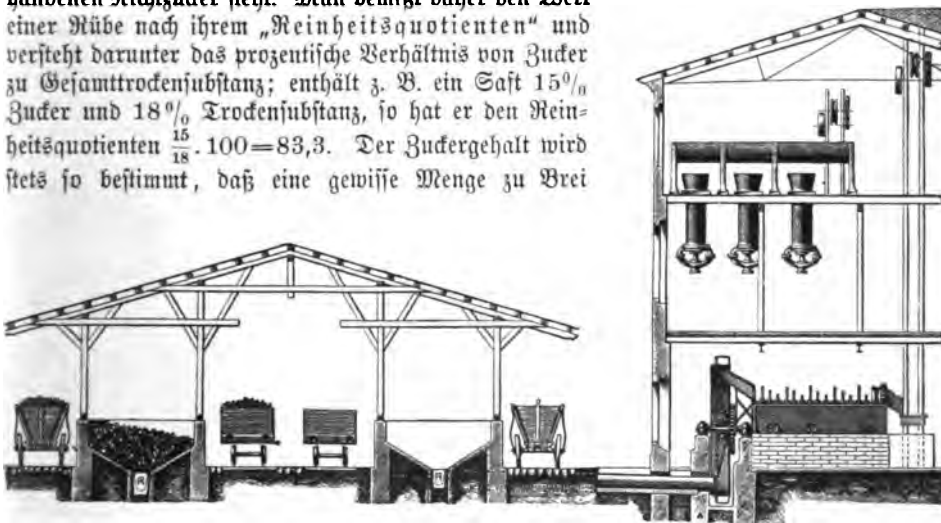 einer Rübe nach ihrem „Reinheitsquotienten“ und
versteht darunter das prozentische Verhältnis von Zucker
zu Gesamttrockensubstanz; enthält z. B. ein Saft 15%
Zucker und 18% Trockensubstanz, so hat er den Rein-
heitsquotienten 15/18 . 100=83,3. Der Zuckergehalt wird
stets so bestimmt, daß eine gewisse Menge zu Brei